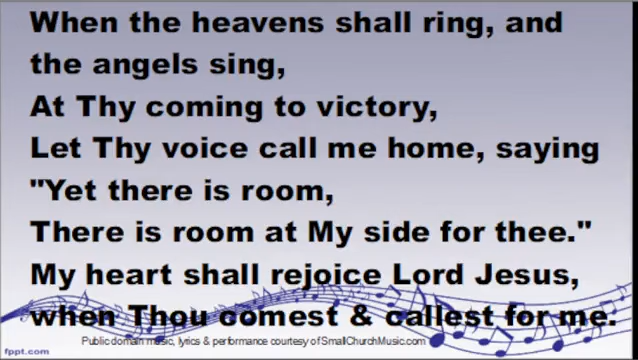 When the heavens shall ring, and
the angels sing,
At Thy coming to victory,
Let Thy voice call me home, saying
"Yet there is room,
There is room at My side for thee."
My heart shall rejoice Lord Jesus,
when Thou comest & callest for me.
Public domain music, lyrics & performance courtesy of SmallChurchMusic.com
fppt.com